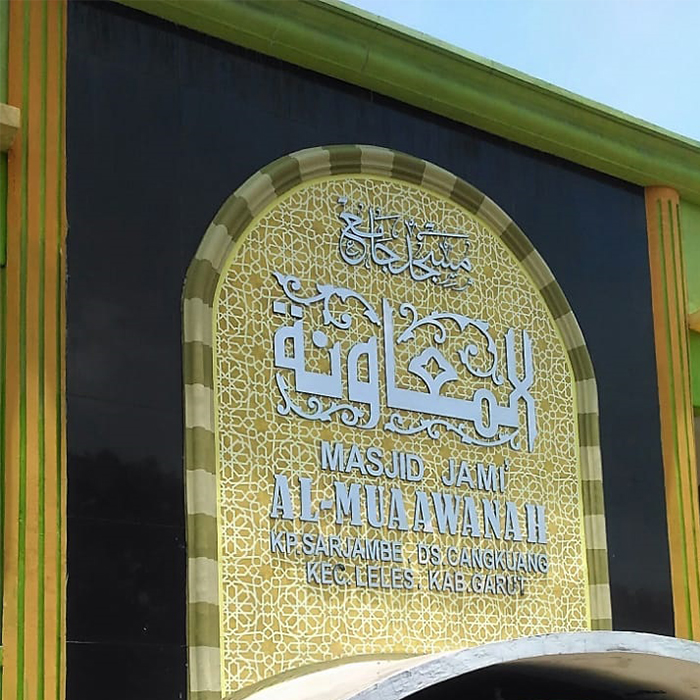 مسجد جامع
المعاونة
MASJID JAMI'
AL-MUAAWANAH
KP.SARJAMBE . DS CANGKUANG
KEC. LELES . KAB.GARUT